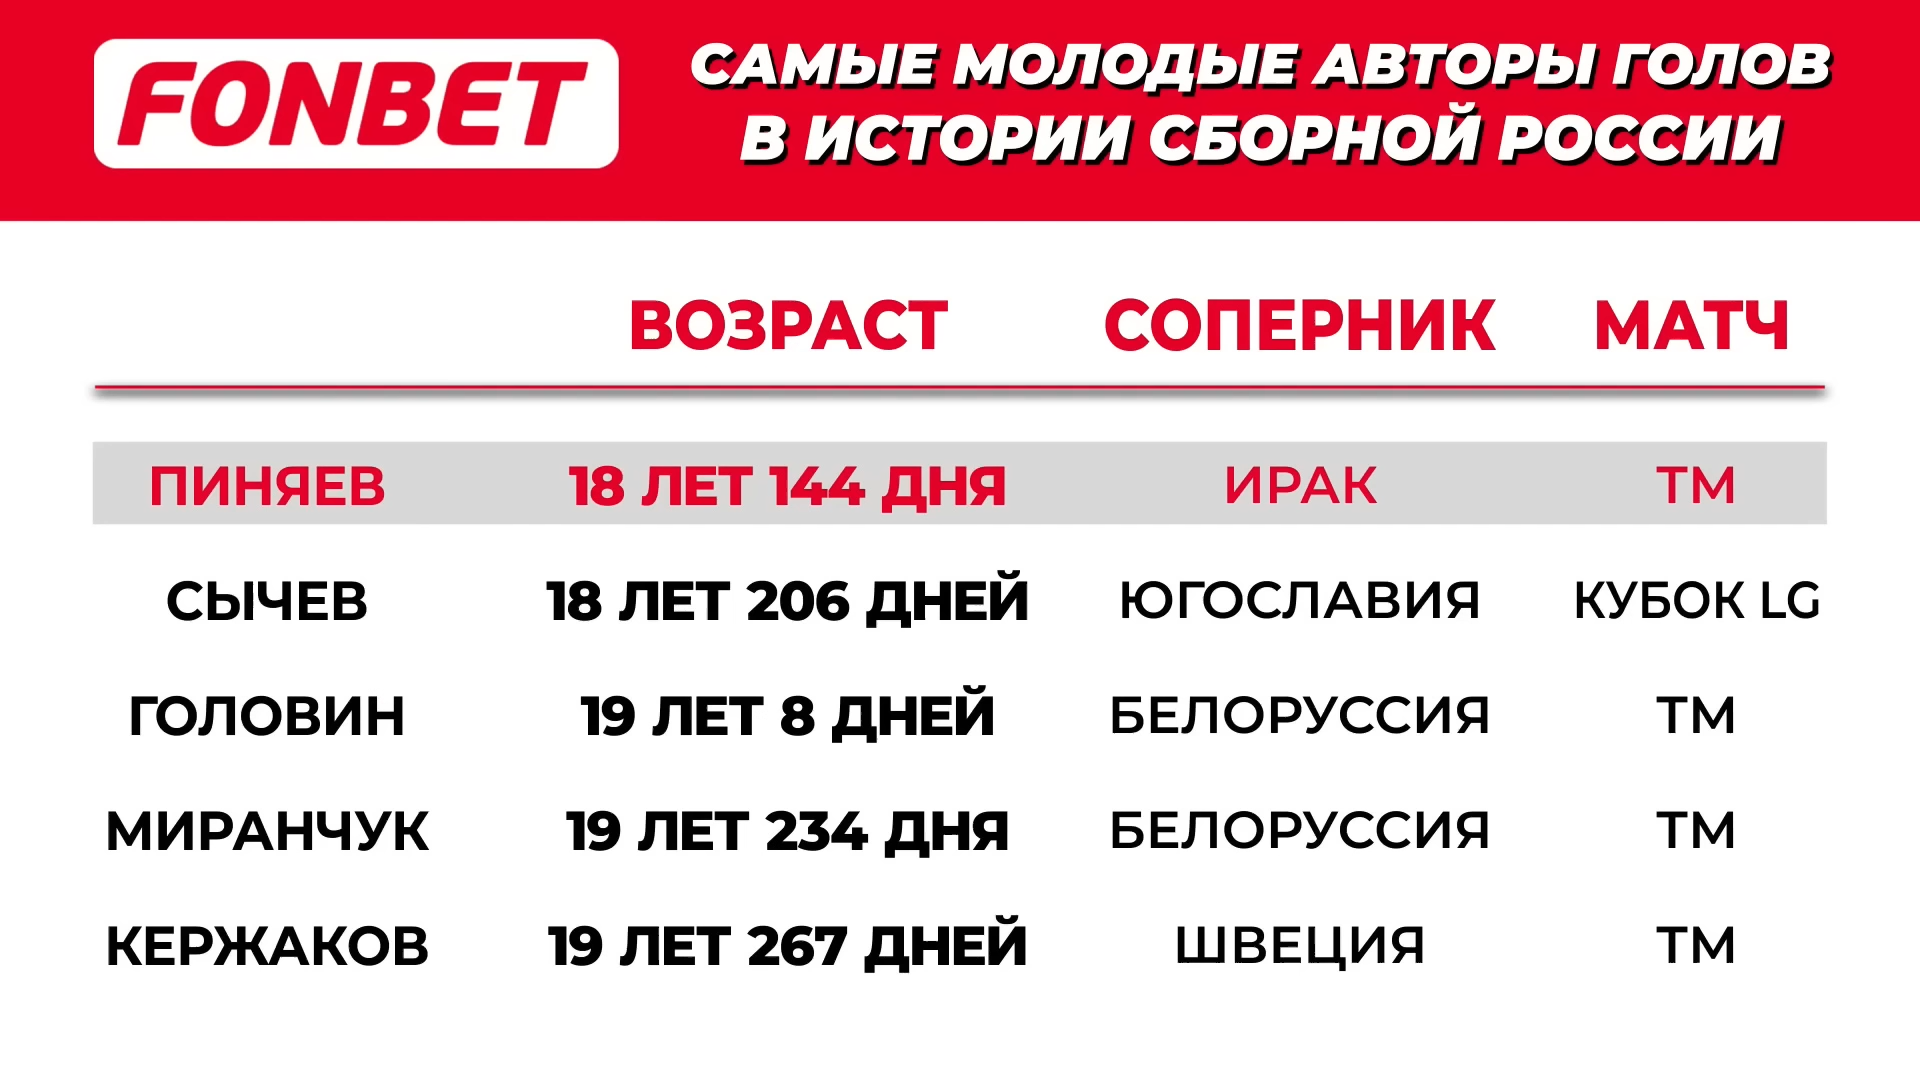 FONBET
САМЫЕ МОЛОДЫЕ АВТОРЫ ГОЛОВ
В ИСТОРИИ СБОРНОЙ РОССИИ
ВОЗРАСТ СОПЕРНИК МАТЧ
ПИНЯЕВ 18 ЛЕТ 144 ДНЯ ИРАК ТМ
СЫЧЕВ 18 ЛЕТ 206 ДНЕЙ ЮГОСЛАВИЯ КУБОК LG
ГОЛОВИН 19 ЛЕТ 8 ДНЕЙ БЕЛОРУССИЯ ТМ
МИРАНЧУК 19 ЛЕТ 234 ДНЯ БЕЛОРУССИЯ ТМ
КЕРЖАКОВ 19 ЛЕТ 267 ДНЕЙ ШВЕЦИЯ ТМ